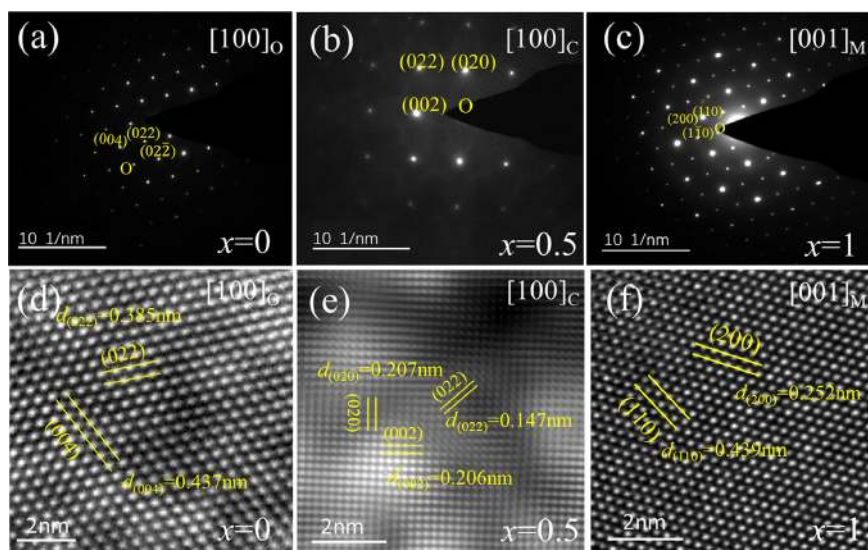 (a)
[100]O
(004)
(022)
(022̄)
O
10 1/nm
x=0
(b)
[100]C
(022)
(020)
(002)
O
10 1/nm
x=0.5
(c)
[001]M
(200)
(110)
(11̄0)
O
10 1/nm
x=1
(d)
[100]O
d(022)=0.385nm
(022)
(004)
d(004)=0.437nm
2nm
x=0
(e)
[100]C
d(020)=0.207nm
(022)
(020)
d(022)=0.147nm
(002)
d(002)=0.206nm
2nm
x=0.5
(f)
[001]M
(200)
d(200)=0.252nm
(110)
d(110)=0.439nm
2nm
x=1